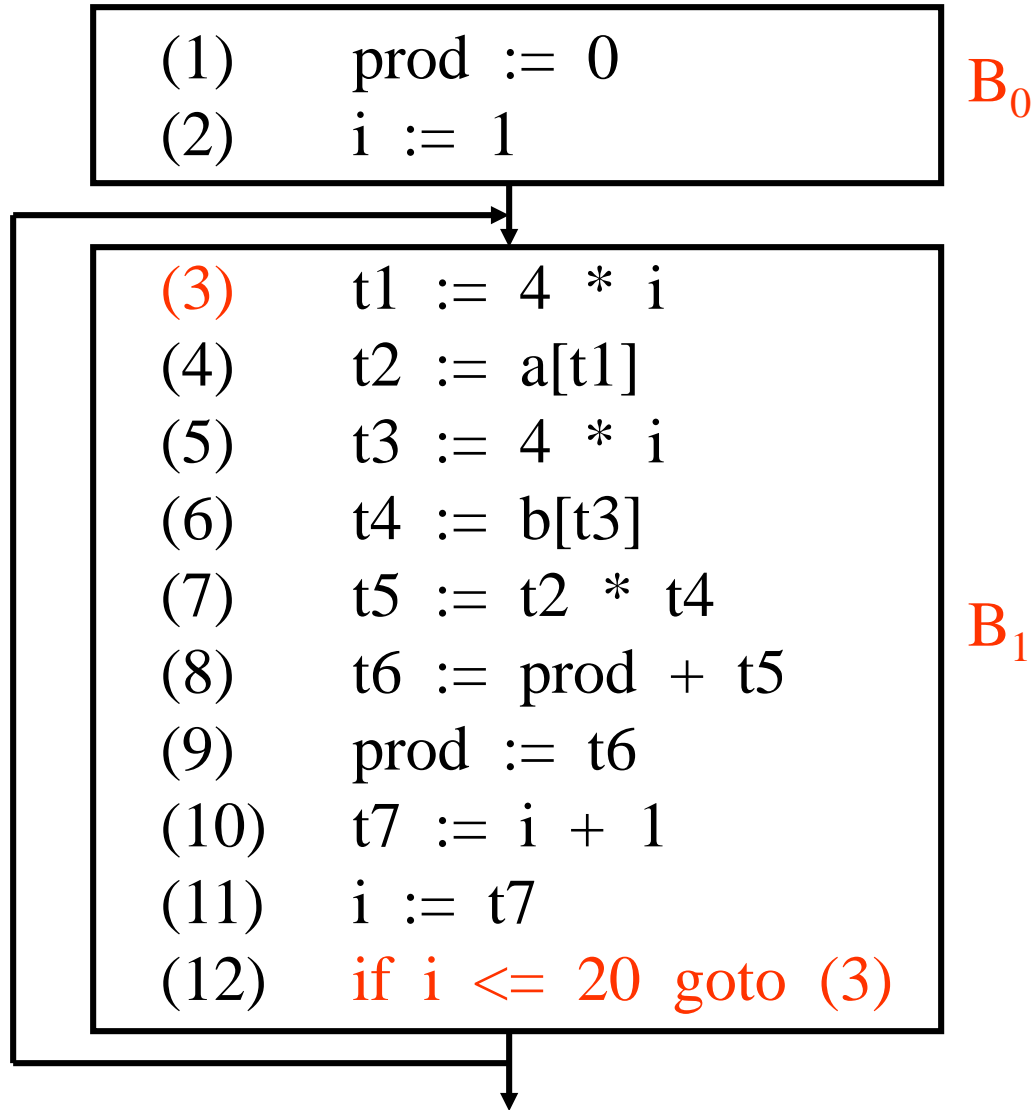 (1) prod := 0
(2) i := 1
B0
(3) t1 := 4 * i
(4) t2 := a[t1]
(5) t3 := 4 * i
(6) t4 := b[t3]
(7) t5 := t2 * t4
(8) t6 := prod + t5
(9) prod := t6
(10) t7 := i + 1
(11) i := t7
(12) if i <= 20 goto (3)
B1